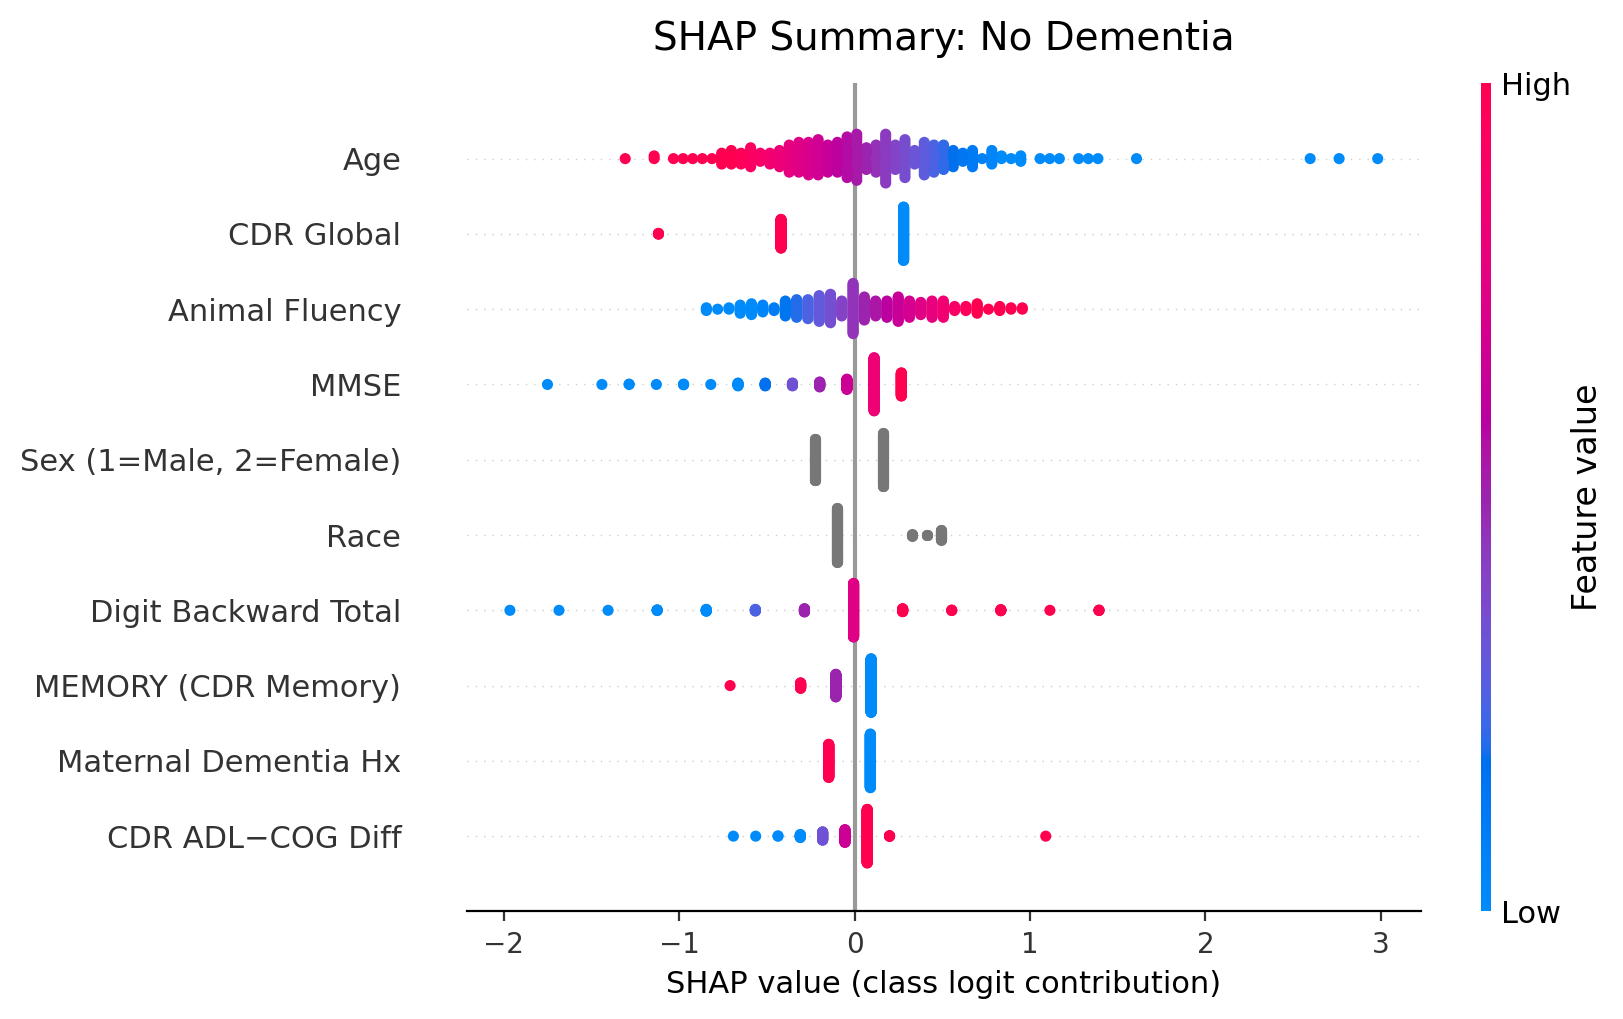 SHAP Summary: No Dementia
High
Age
CDR Global
Animal Fluency
MMSE
Sex (1=Male, 2=Female)
Race
Digit Backward Total
MEMORY (CDR Memory)
Maternal Dementia Hx
CDR ADL−COG Diff
Feature value
Low
−2 −1 0 1 2 3
SHAP value (class logit contribution)